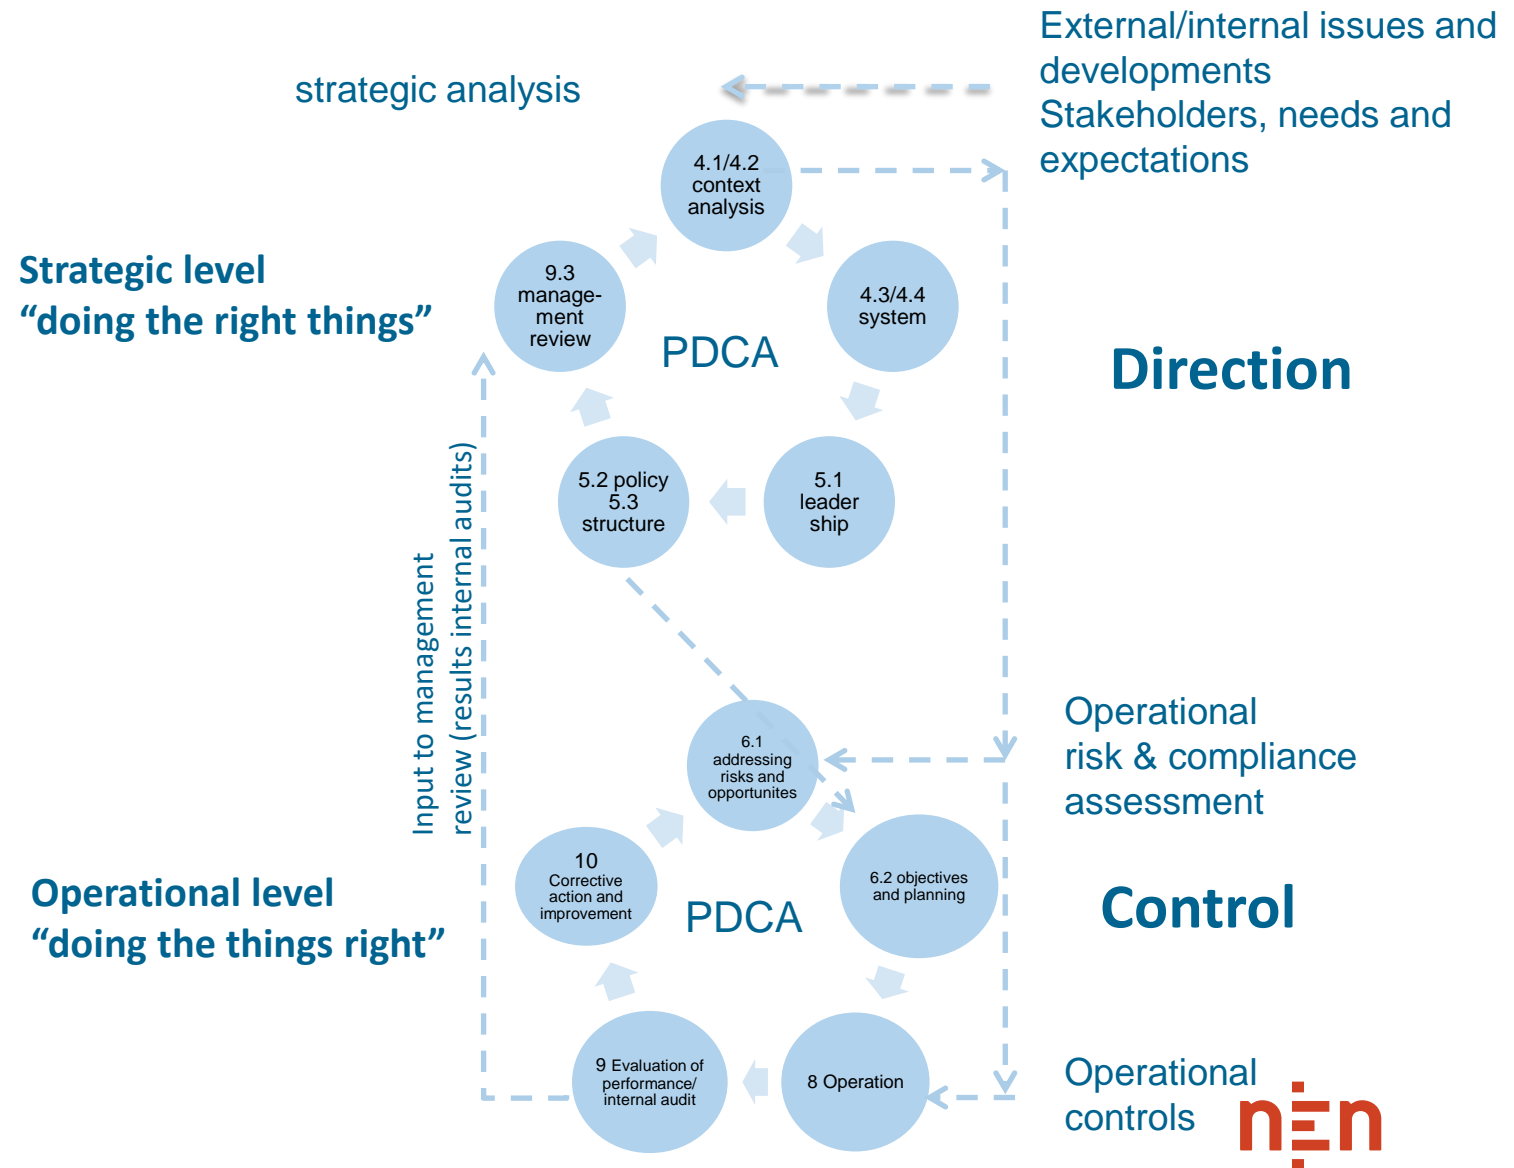 External/internal issues and
developments
Stakeholders, needs and
expectations
strategic analysis
4.1/4.2
context
analysis
Strategic level
“doing the right things”
9.3
manage-
ment
review
4.3/4.4
system
PDCA
Direction
5.2 policy
5.3
structure
5.1
leader
ship
Input to management
review (results internal audits)
Operational
risk & compliance
assessment
6.1
addressing
risks and
opportunites
Operational level
“doing the things right”
10
Corrective
action and
improvement
6.2 objectives
and planning
PDCA
Control
9 Evaluation of
performance/
internal audit
8 Operation
Operational
controls
nEn